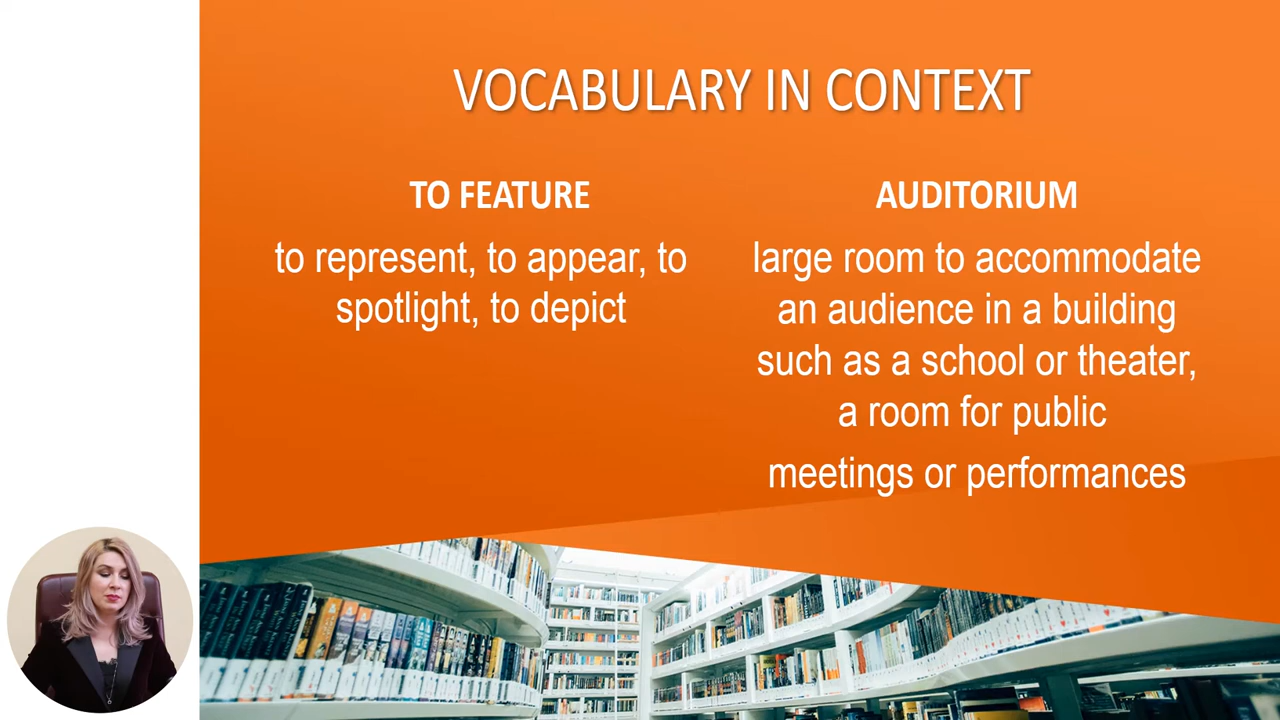 VOCABULARY IN CONTEXT
TO FEATURE
to represent, to appear, to
spotlight, to depict
AUDITORIUM
large room to accommodate
an audience in a building
such as a school or theater,
a room for public
meetings or performances